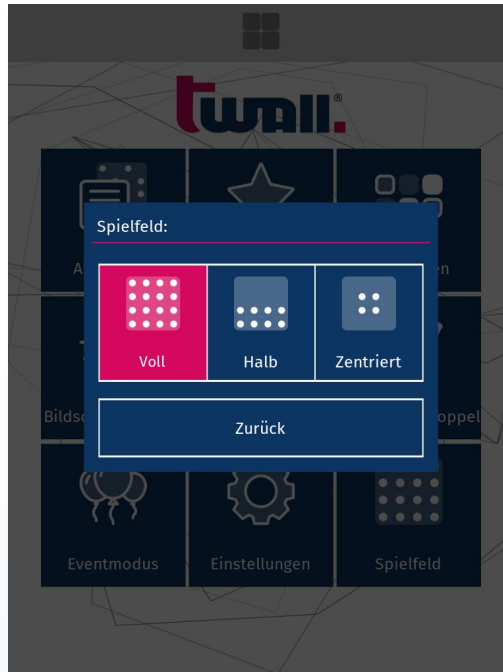 twall.®
Spielfeld:
Voll
Halb
Zentriert
Zurück
Eventmodus
Einstellungen
Spielfeld